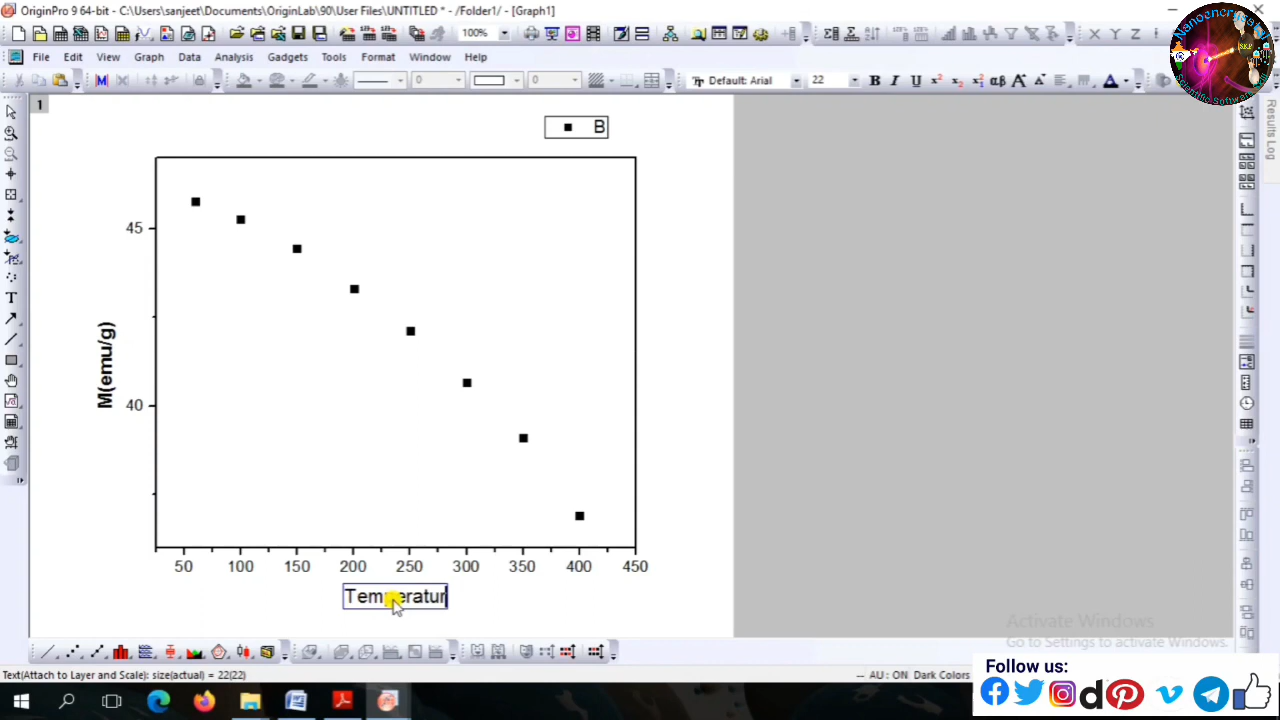 OriginPro 9 64-bit - C:\Users\sanjeet\Documents\OriginLab\90\User Files\UNTITLED * - /Folder1/ - [Graph1]
100%
File Edit View Graph Data Analysis Gadgets Tools Format Window Help
0 0 Default: Arial 22 B I U αβ A A A
1
B
Results Log
45
40
M(emu/g)
50 100 150 200 250 300 350 400 450
Temperatur
Activate Windows
Go to Settings to activate Windows.
Text(Attach to Layer and Scale): size(actual) = 22(22)
AU : ON Dark Colors
Follow us: